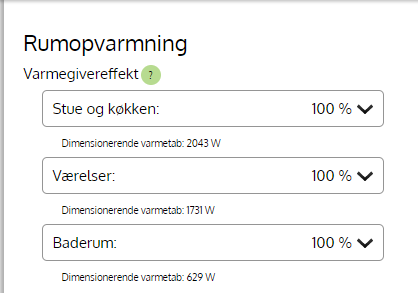 Rumopvarmning
Varmegivereffekt ?
Stue og køkken: 100 %
Dimensionerende varmetab: 2043 W
Værelser: 100 %
Dimensionerende varmetab: 1731 W
Baderum: 100 %
Dimensionerende varmetab: 629 W